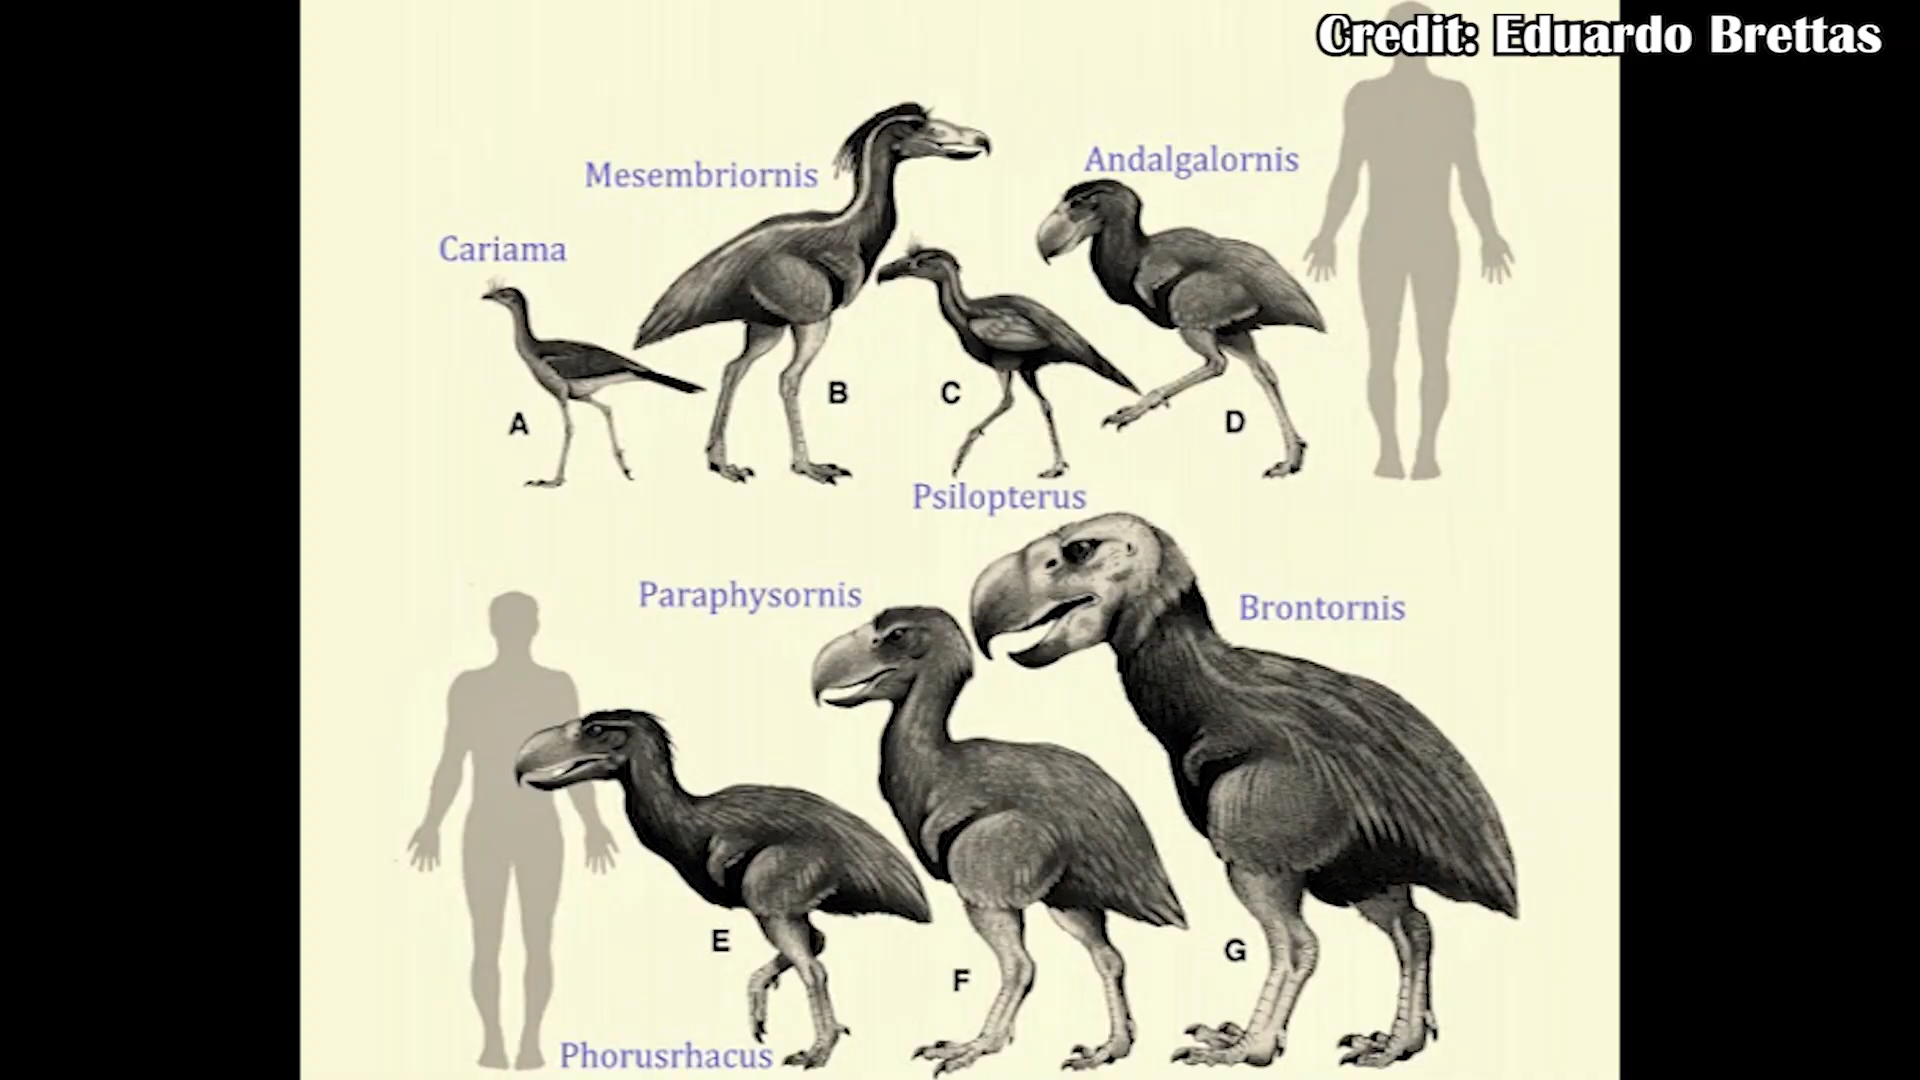 Credit: Eduardo Brettas
Andalgalornis
Mesembriornis
Cariama
B
C
D
A
Psilopterus
Paraphysornis
Brontornis
E
G
F
Phorusrhacus